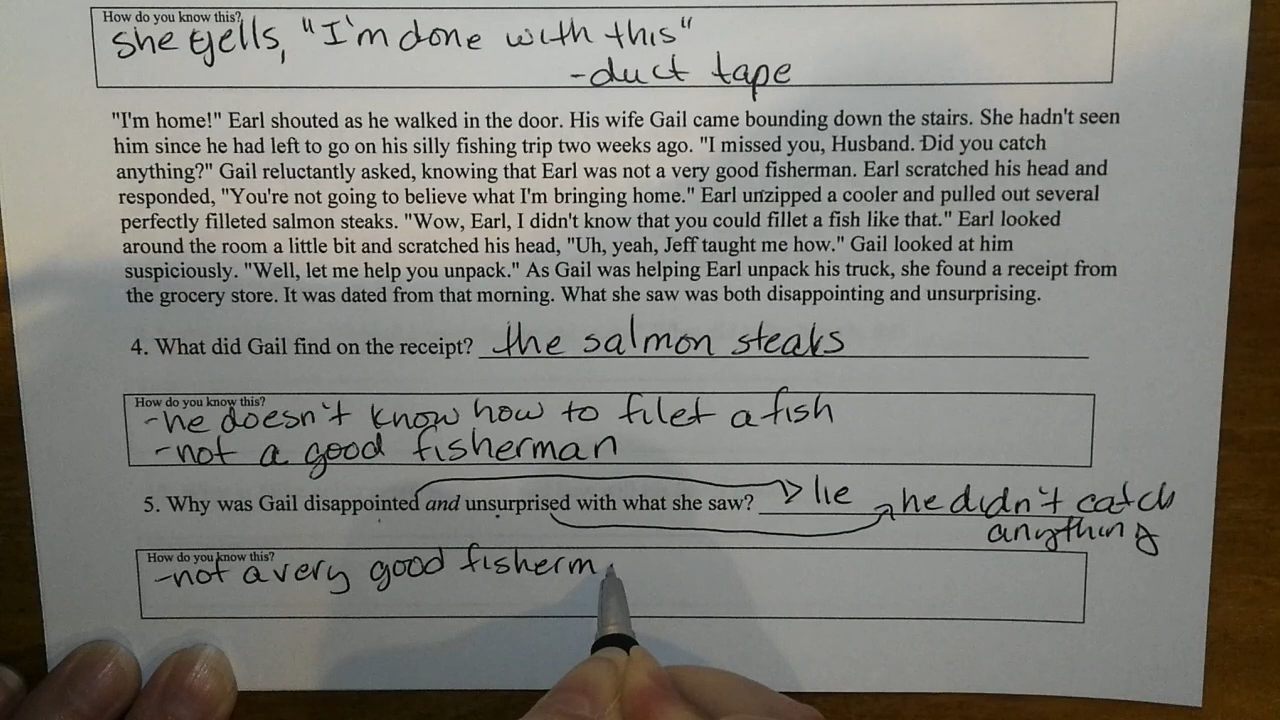 How do you know this?
she yells, "I'm done with this"
-duct tape
"I'm home!" Earl shouted as he walked in the door. His wife Gail came bounding down the stairs. She hadn't seen
him since he had left to go on his silly fishing trip two weeks ago. "I missed you, Husband. Did you catch
anything?" Gail reluctantly asked, knowing that Earl was not a very good fisherman. Earl scratched his head and
responded, "You're not going to believe what I'm bringing home." Earl unzipped a cooler and pulled out several
perfectly filleted salmon steaks. "Wow, Earl, I didn't know that you could fillet a fish like that." Earl looked
around the room a little bit and scratched his head, "Uh, yeah, Jeff taught me how." Gail looked at him
suspiciously. "Well, let me help you unpack." As Gail was helping Earl unpack his truck, she found a receipt from
the grocery store. It was dated from that morning. What she saw was both disappointing and unsurprising.
4. What did Gail find on the receipt? the salmon steaks
How do you know this?
-he doesn't know how to filet a fish
-not a good fisherman
5. Why was Gail disappointed and unsurprised with what she saw? lie he didn't catch
anything
How do you know this?
-not a very good fisherm